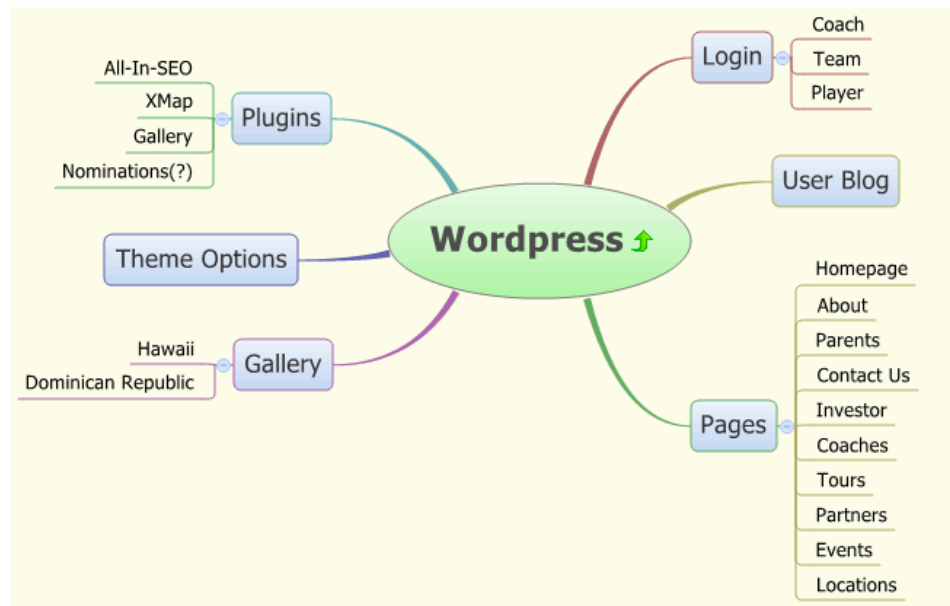 Wordpress
Login
Coach
Team
Player
User Blog
Pages
Homepage
About
Parents
Contact Us
Investor
Coaches
Tours
Partners
Events
Locations
Plugins
All-In-SEO
XMap
Gallery
Nominations(?)
Theme Options
Gallery
Hawaii
Dominican Republic